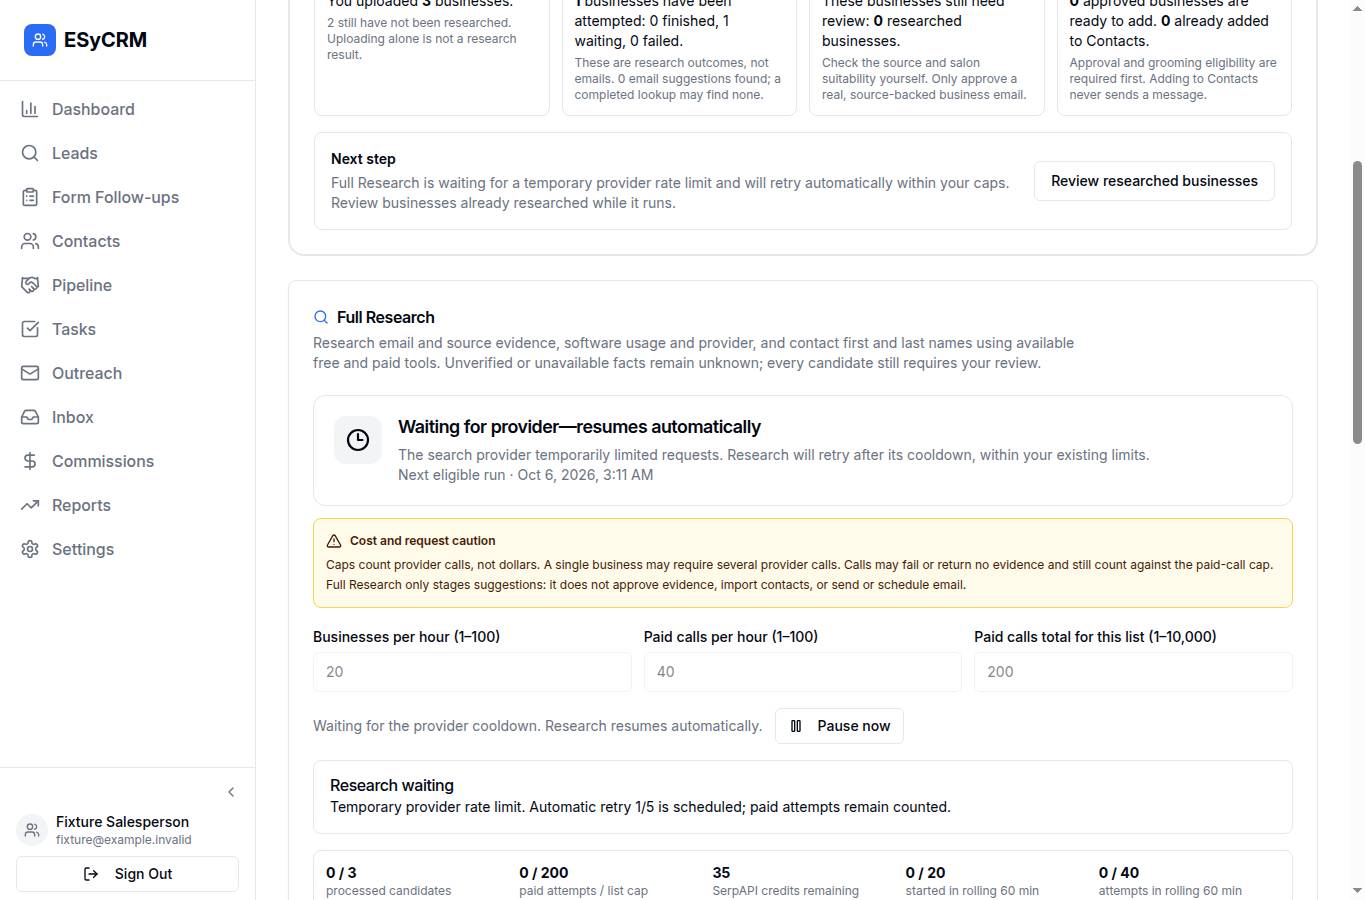 ESyCRM
Dashboard
Leads
Form Follow-ups
Contacts
Pipeline
Tasks
Outreach
Inbox
Commissions
Reports
Settings
Fixture Salesperson
fixture@example.invalid
Sign Out
You uploaded 3 businesses.
2 still have not been researched.
Uploading alone is not a research
result.
1 businesses have been
attempted: 0 finished, 1
waiting, 0 failed.
These are research outcomes, not
emails. 0 email suggestions found; a
completed lookup may find none.
These businesses still need
review: 0 researched
businesses.
Check the source and salon
suitability yourself. Only approve a
real, source-backed business email.
0 approved businesses are
ready to add. 0 already added
to Contacts.
Approval and grooming eligibility are
required first. Adding to Contacts
never sends a message.
Next step
Full Research is waiting for a temporary provider rate limit and will retry automatically within your caps.
Review businesses already researched while it runs.
Review researched businesses
Full Research
Research email and source evidence, software usage and provider, and contact first and last names using available
free and paid tools. Unverified or unavailable facts remain unknown; every candidate still requires your review.
Waiting for provider—resumes automatically
The search provider temporarily limited requests. Research will retry after its cooldown, within your existing limits.
Next eligible run · Oct 6, 2026, 3:11 AM
Cost and request caution
Caps count provider calls, not dollars. A single business may require several provider calls. Calls may fail or return no evidence and still count against the paid-call cap.
Full Research only stages suggestions: it does not approve evidence, import contacts, or send or schedule email.
Businesses per hour (1–100)
20
Paid calls per hour (1–100)
40
Paid calls total for this list (1–10,000)
200
Waiting for the provider cooldown. Research resumes automatically.
Pause now
Research waiting
Temporary provider rate limit. Automatic retry 1/5 is scheduled; paid attempts remain counted.
0 / 3
processed candidates
0 / 200
paid attempts / list cap
35
SerpAPI credits remaining
0 / 20
started in rolling 60 min
0 / 40
attempts in rolling 60 min